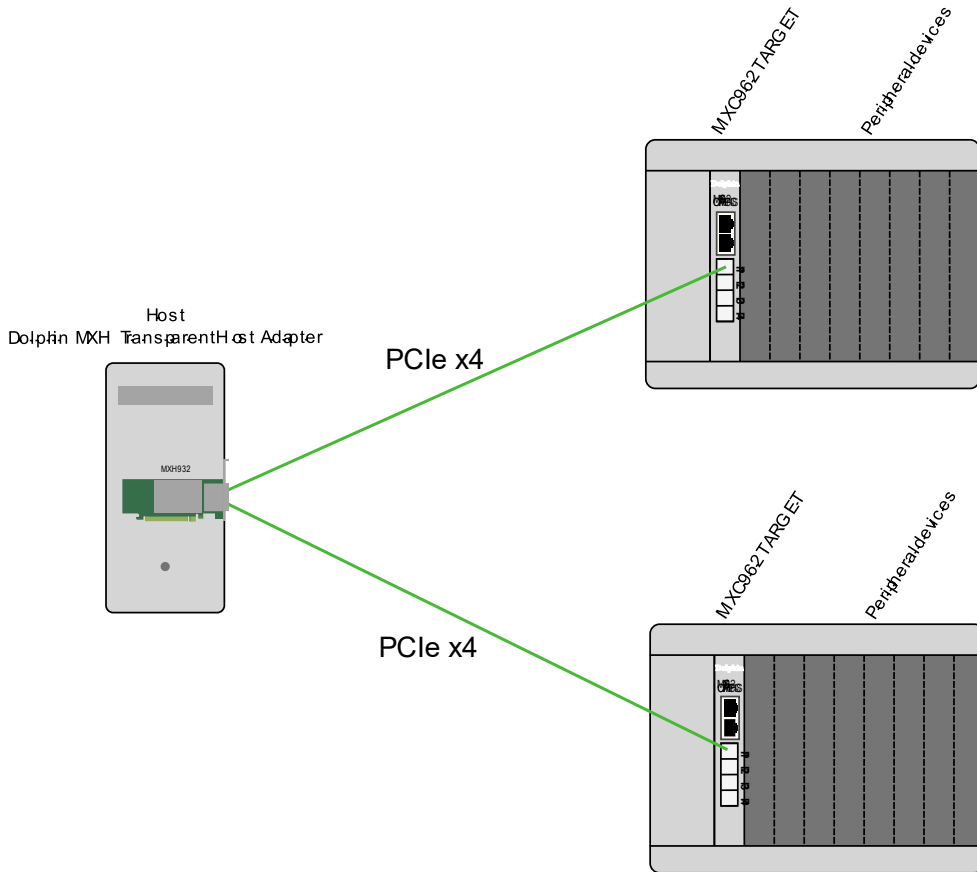 MXC962 TARGET
Peripheral devices
Host
Dolphin MXH Transparent Host Adapter
PCIe x4
MXH932
MXC962 TARGET
Peripheral devices
PCIe x4